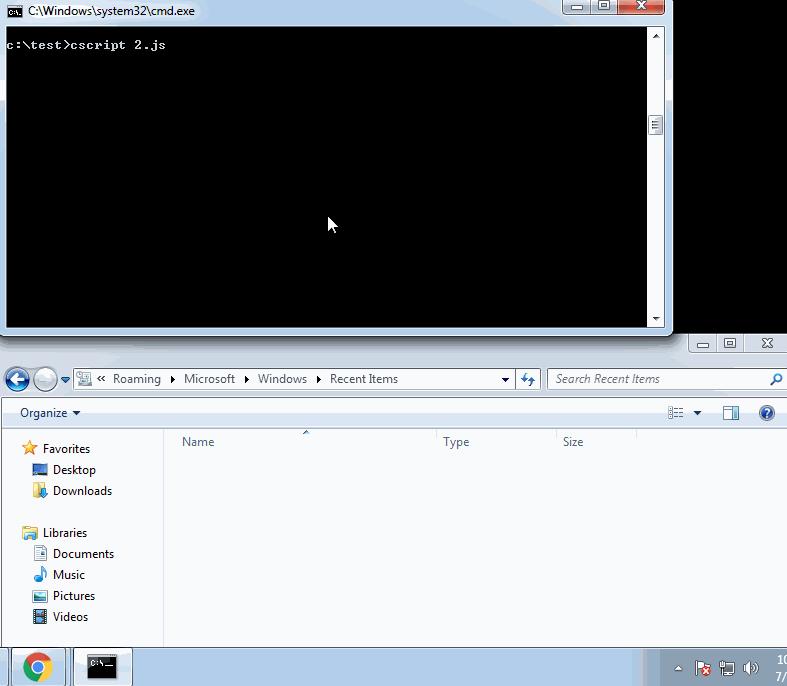 C:\Windows\system32\cmd.exe
c:\test>cscript 2.js
« Roaming Microsoft Windows Recent Items
Search Recent Items
Organize
Name Type Size
Favorites
Desktop
Downloads
Libraries
Documents
Music
Pictures
Videos
C:\._
10
7/